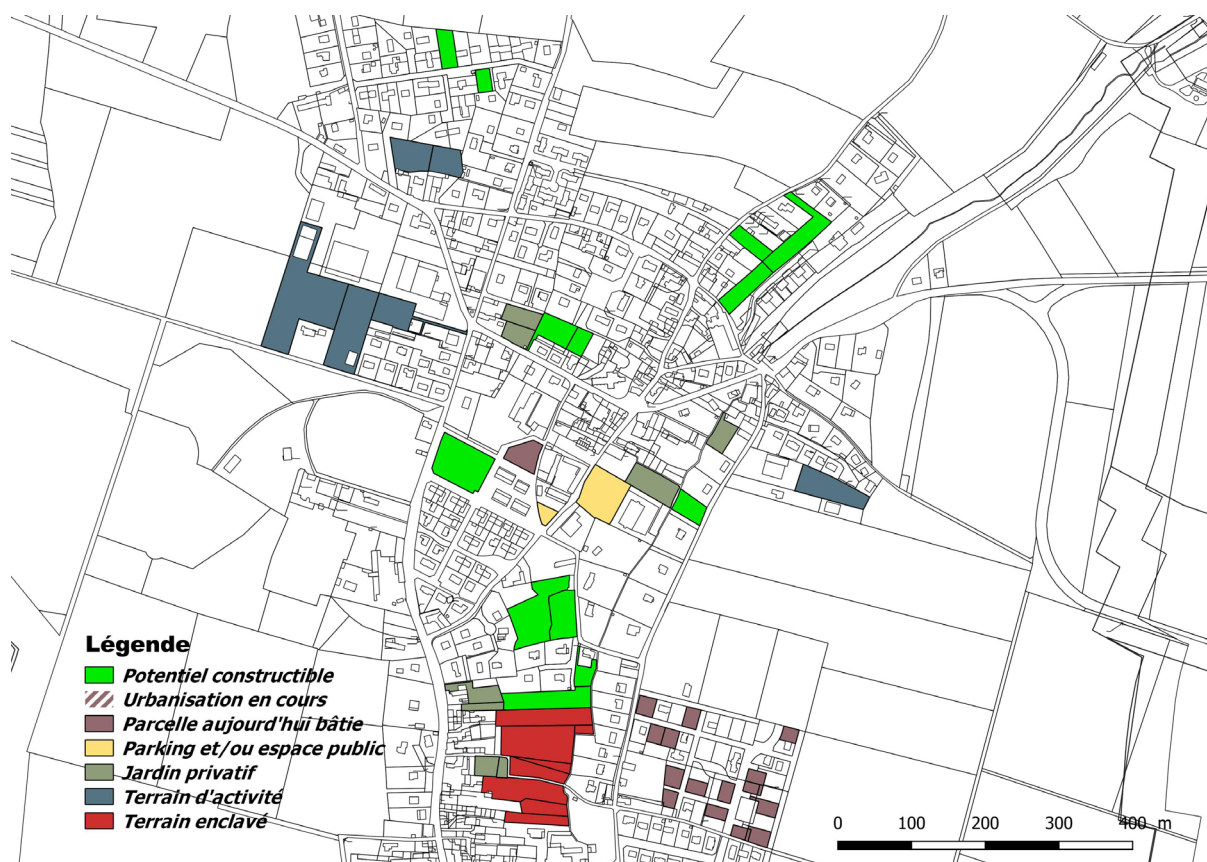 Légende
Potentiel constructible
Urbanisation en cours
Parcelle aujourd'hui bâtie
Parking et/ou espace public
Jardin privatif
Terrain d'activité
Terrain enclavé
0 100 200 300 400 m